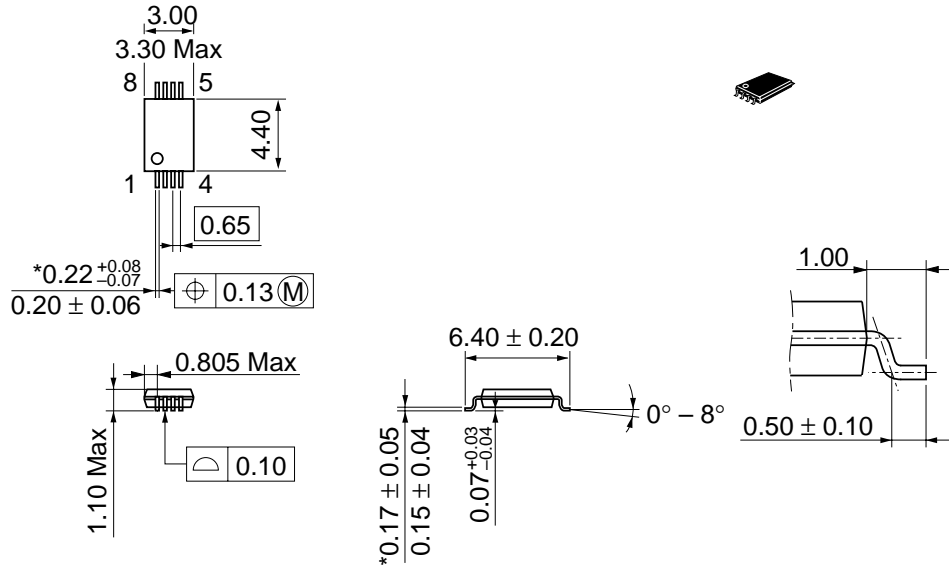 3.00
3.30 Max
8 5
4.40
1 4
0.65
*0.22 +0.08 –0.07
0.20 ± 0.06
0.13 Ⓜ
0.805 Max
1.10 Max
0.10
6.40 ± 0.20
0° – 8°
*0.17 ± 0.05
0.15 ± 0.04
0.07 +0.03 –0.04
1.00
0.50 ± 0.10